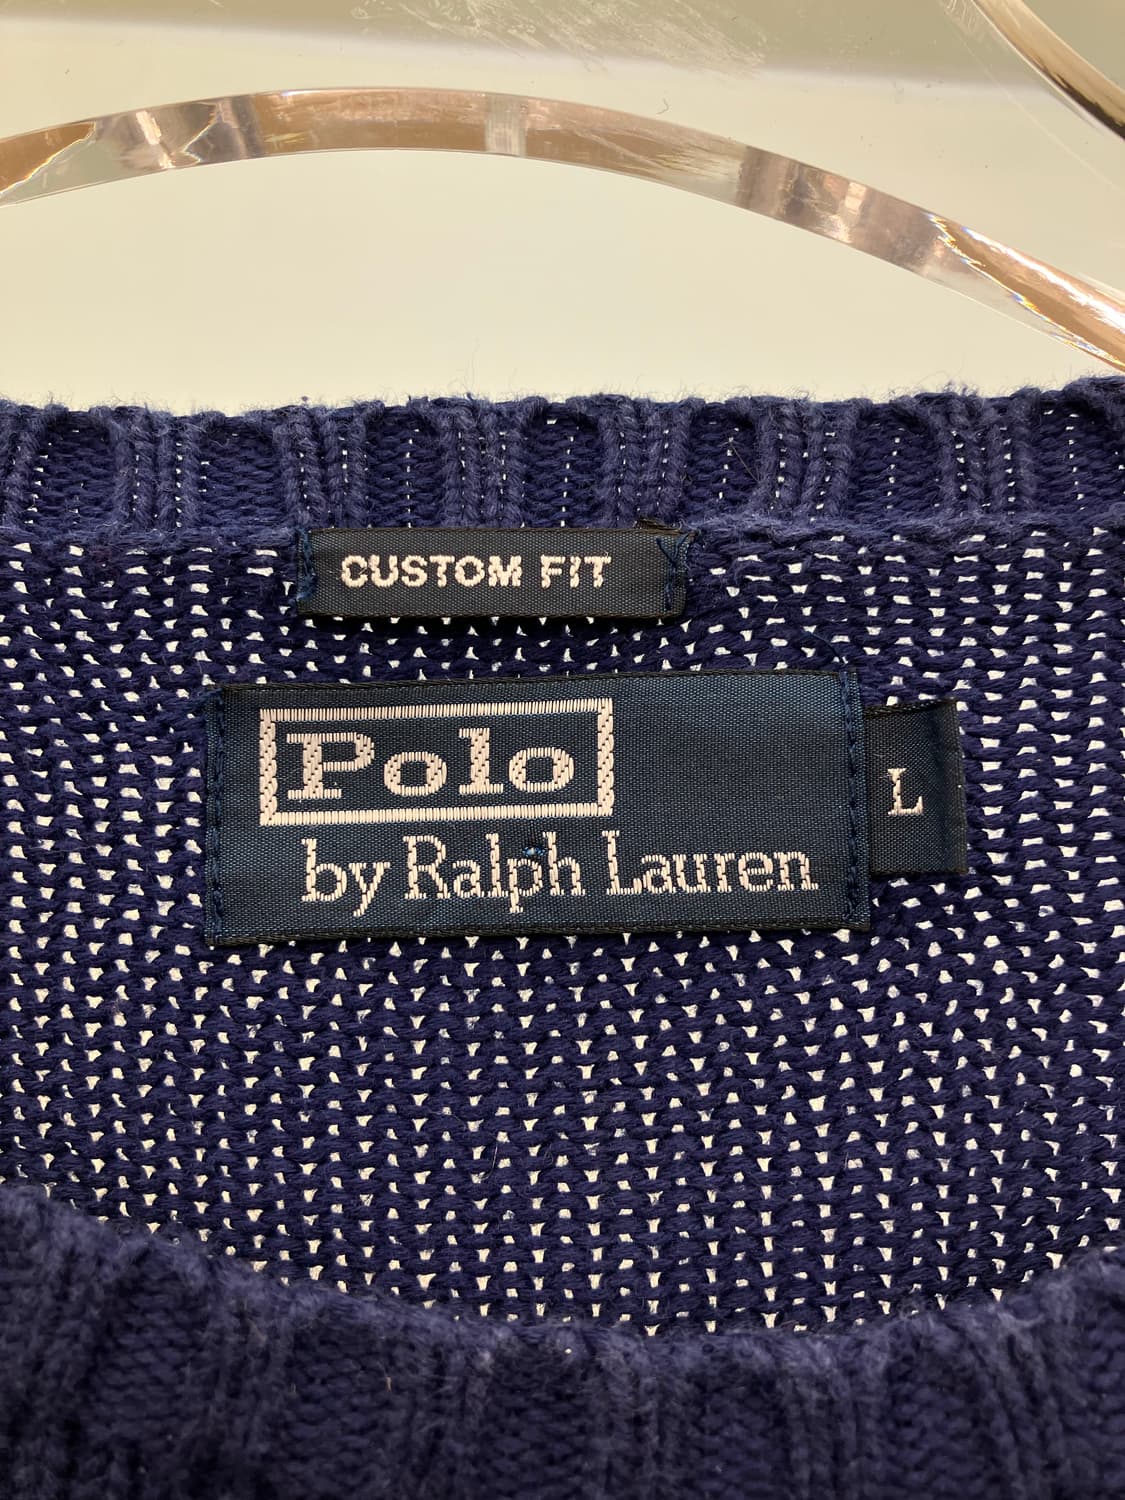 CUSTOM FIT
Polo
by Ralph Lauren
L